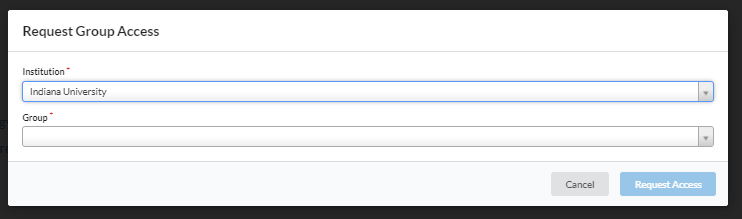 Request Group Access
Institution *
Indiana University
Group *
Cancel
Request Access